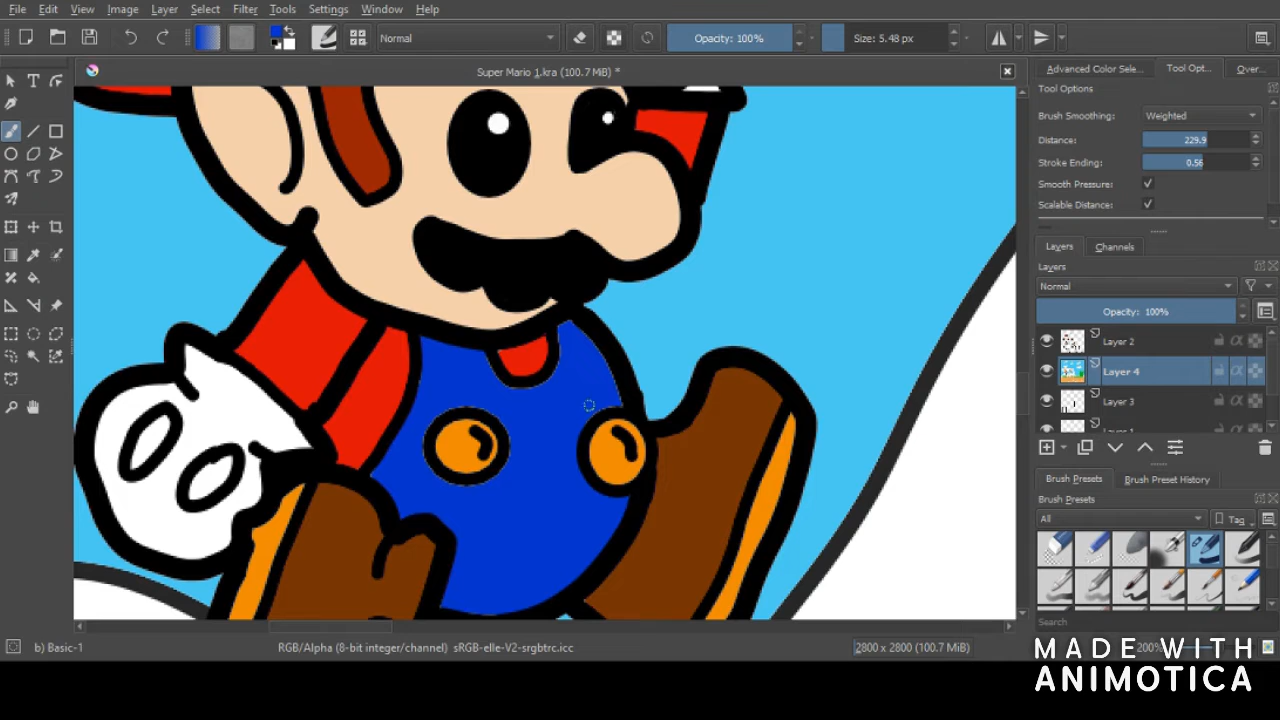 File Edit View Image Layer Select Filter Tools Settings Window Help
Normal Opacity: 100% Size: 5.48 px
Super Mario 1.kra (100.7 MiB) *
Advanced Color Sele... Tool Opt... Over...
Tool Options
Brush Smoothing: Weighted
Distance: 229.9
Stroke Ending: 0.56
Smooth Pressure:
Scalable Distance:
Layers Channels
Layers
Normal
Opacity: 100%
Layer 2
Layer 4
Layer 3
Brush Presets Brush Preset History
Brush Presets
All Tag
Search
b) Basic-1 RGB/Alpha (8-bit integer/channel) sRGB-elle-V2-srgbtrc.icc 2800 x 2800 (100.7 MiB) 200%
MADE WITH
ANIMOTICA